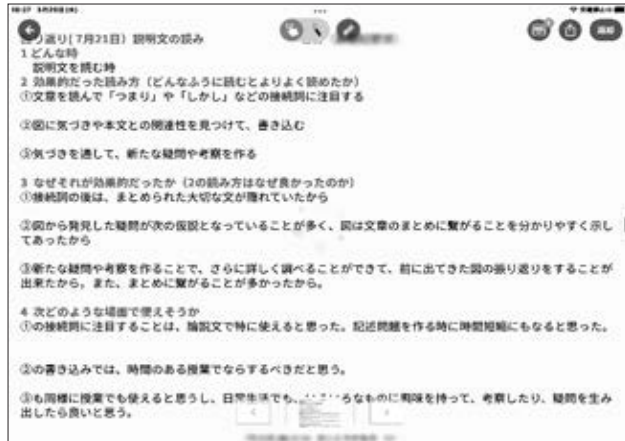 り返り(7月21日）説明文の読み
1 どんな時
説明文を読む時
2 効果的だった読み方（どんなふうに読むとよりよく読めたか）
①文章を読んで「つまり」や「しかし」などの接続詞に注目する
②図に気づきや本文との関連性を見つけて、書き込む
③気づきを通して、新たな疑問や考察を作る
3 なぜそれが効果的だったか（2の読み方はなぜ良かったのか）
①接続詞の後は、まとめられた大切な文が隠れていたから
②図から発見した疑問が次の仮説となっていることが多く、図は文章のまとめに繋がることを分かりやすく示し
てあったから
③新たな疑問や考察を作ることで、さらに詳しく調べることができて、前に出てきた図の振り返りをすることが
出来たから。また、まとめに繋がることが多かったから。
4 次どのような場面で使えそうか
①の接続詞に注目することは、論説文で特に使えると思った。記述問題を作る時に時間短縮にもなると思った。
②の書き込みでは、時間のある授業でならするべきだと思う。
③も同様に授業でも使えると思うし、日常生活でも、いろいろなものに興味を持って、考察したり、疑問を生み
出したら良いと思う。